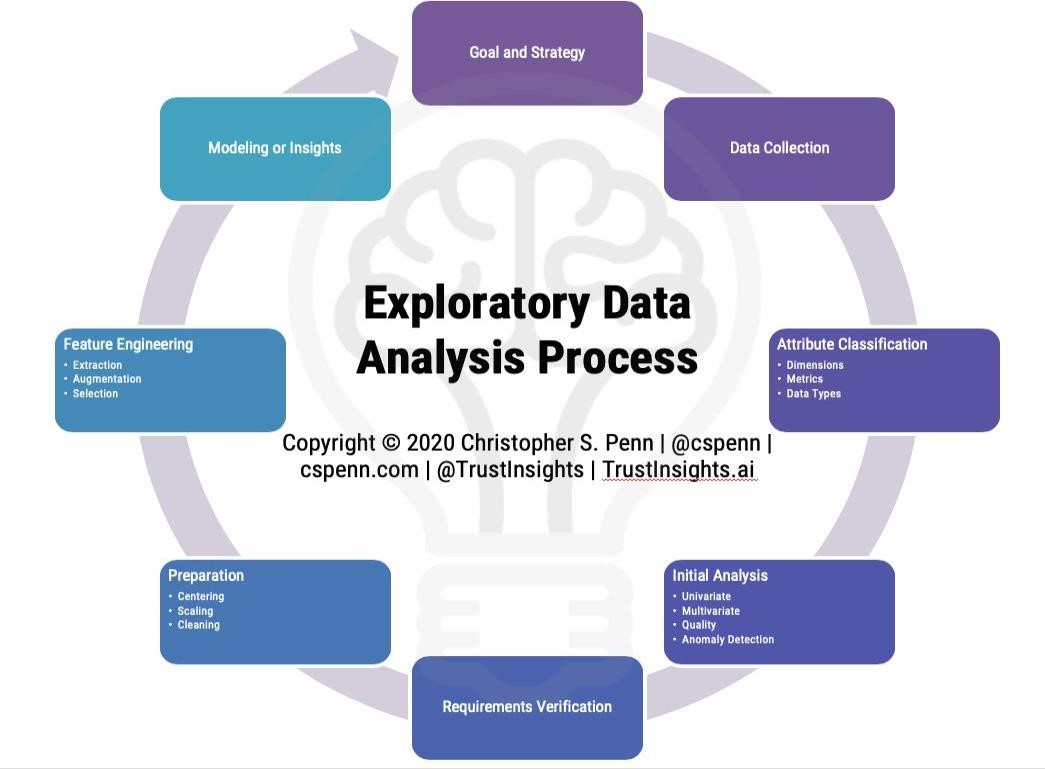 Goal and Strategy
Data Collection
Attribute Classification
• Dimensions
• Metrics
• Data Types
Initial Analysis
• Univariate
• Multivariate
• Quality
• Anomaly Detection
Requirements Verification
Preparation
• Centering
• Scaling
• Cleaning
Feature Engineering
• Extraction
• Augmentation
• Selection
Modeling or Insights
Exploratory Data
Analysis Process
Copyright © 2020 Christopher S. Penn | @cspenn |
cspenn.com | @TrustInsights | TrustInsights.ai